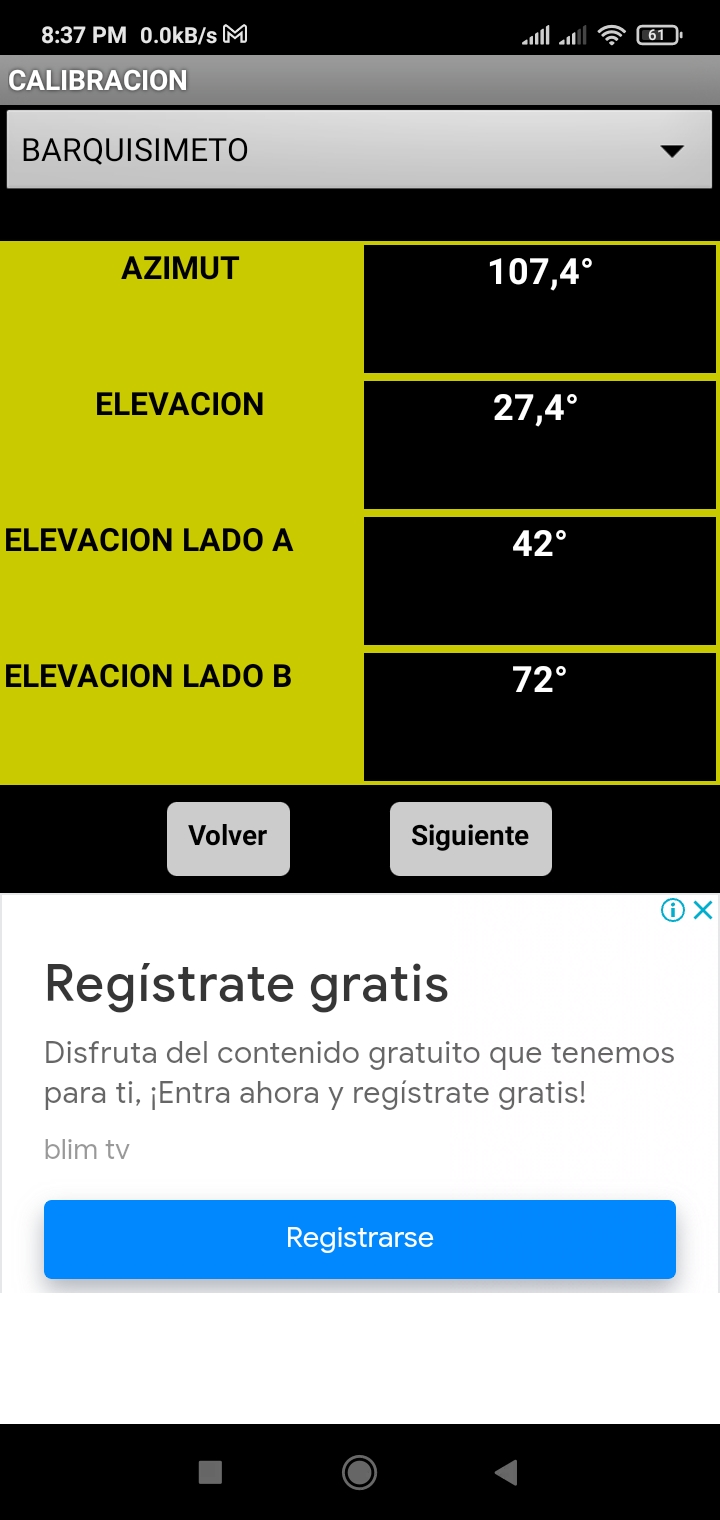 8:37 PM 0.0kB/s 61
CALIBRACION
BARQUISIMETO
AZIMUT 107,4°
ELEVACION 27,4°
ELEVACION LADO A 42°
ELEVACION LADO B 72°
Volver Siguiente
Regístrate gratis
Disfruta del contenido gratuito que tenemos
para ti, ¡Entra ahora y regístrate gratis!
blim tv
Registrarse